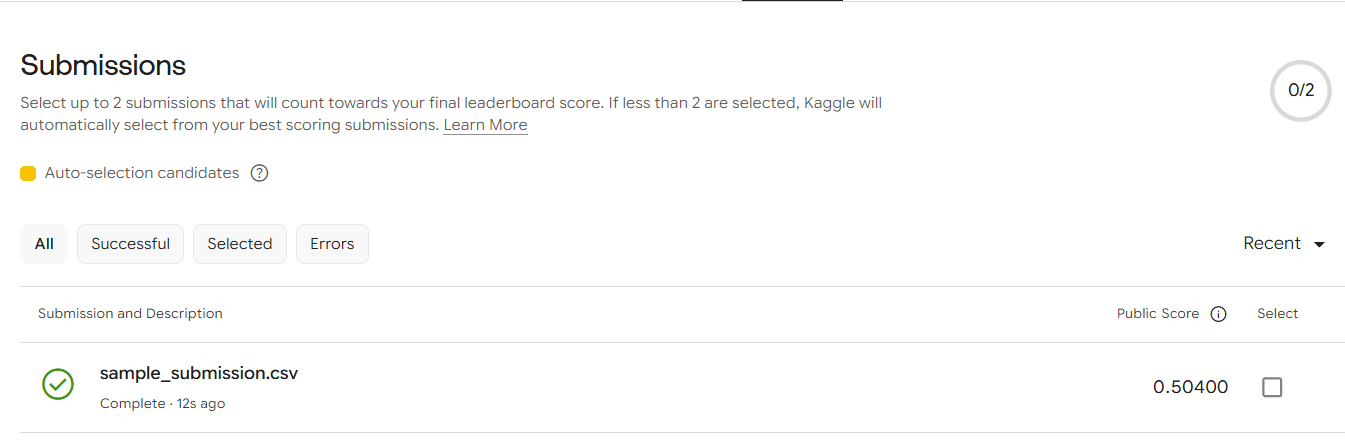 Submissions
0/2
Select up to 2 submissions that will count towards your final leaderboard score. If less than 2 are selected, Kaggle will
automatically select from your best scoring submissions. Learn More
Auto-selection candidates ?
All Successful Selected Errors Recent
Submission and Description Public Score i Select
sample_submission.csv
0.50400
Complete · 12s ago